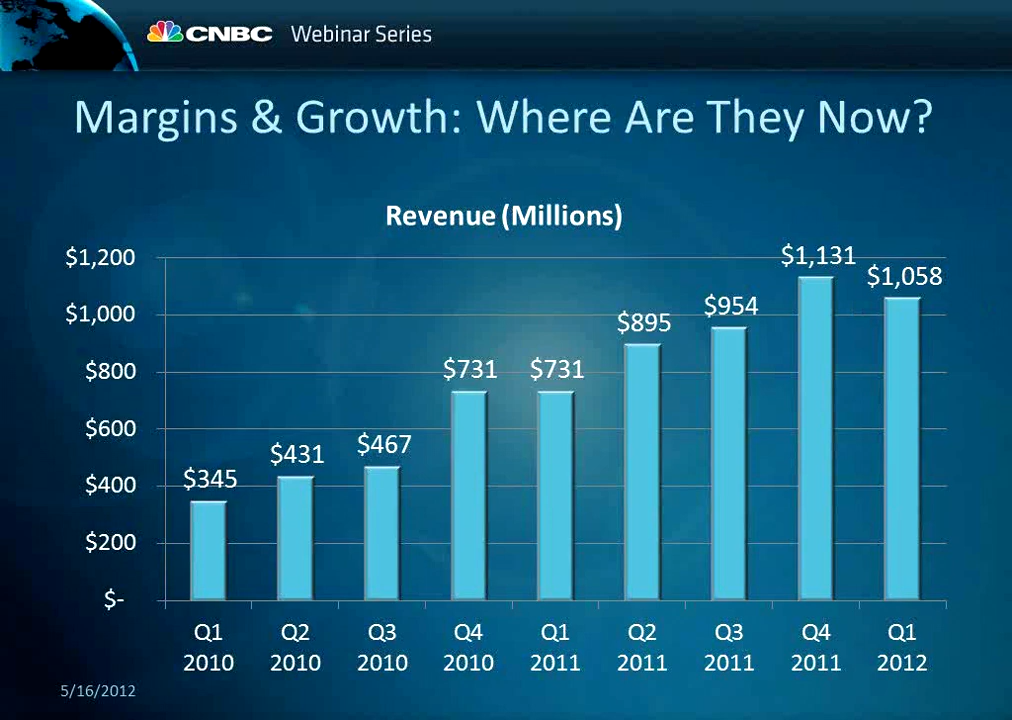 CNBC Webinar Series
Margins & Growth: Where Are They Now?
Revenue (Millions)
$1,200
$1,000
$800
$600
$400
$200
$-
$345
$431
$467
$731
$731
$895
$954
$1,131
$1,058
Q1 2010
Q2 2010
Q3 2010
Q4 2010
Q1 2011
Q2 2011
Q3 2011
Q4 2011
Q1 2012
5/16/2012